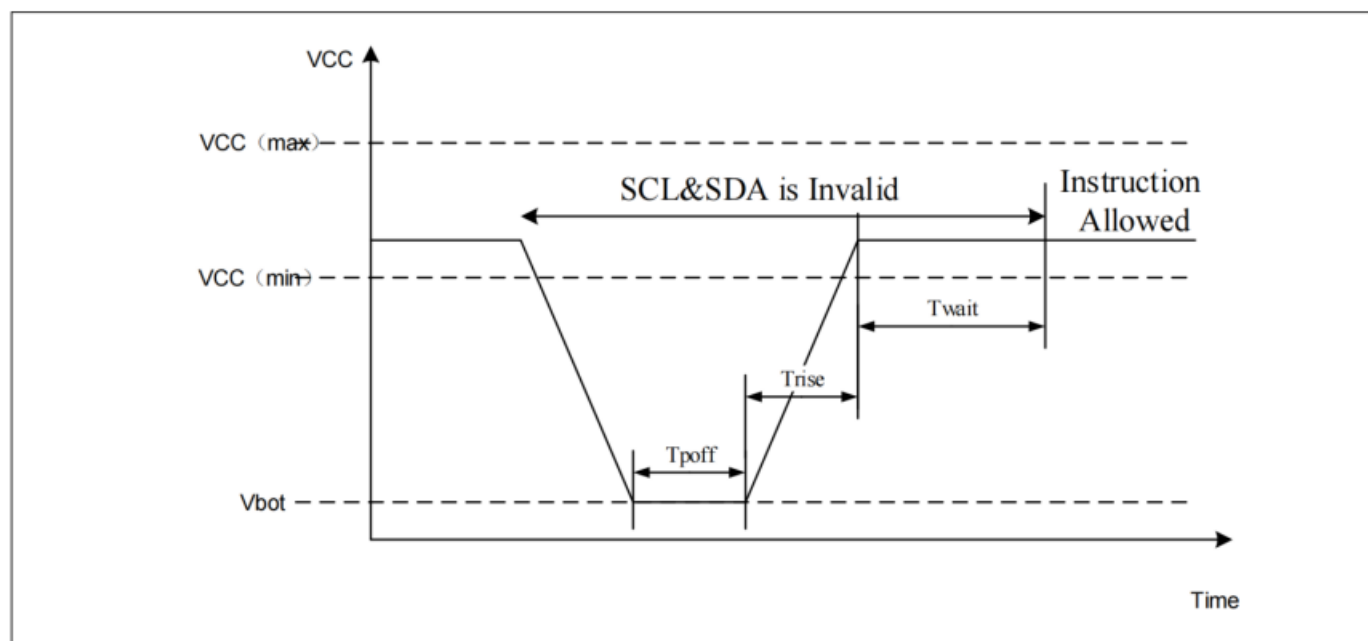 VCC
VCC（max）
SCL&SDA is Invalid
Instruction
Allowed
VCC（min）
Twait
Trise
Tpoff
Vbot
Time